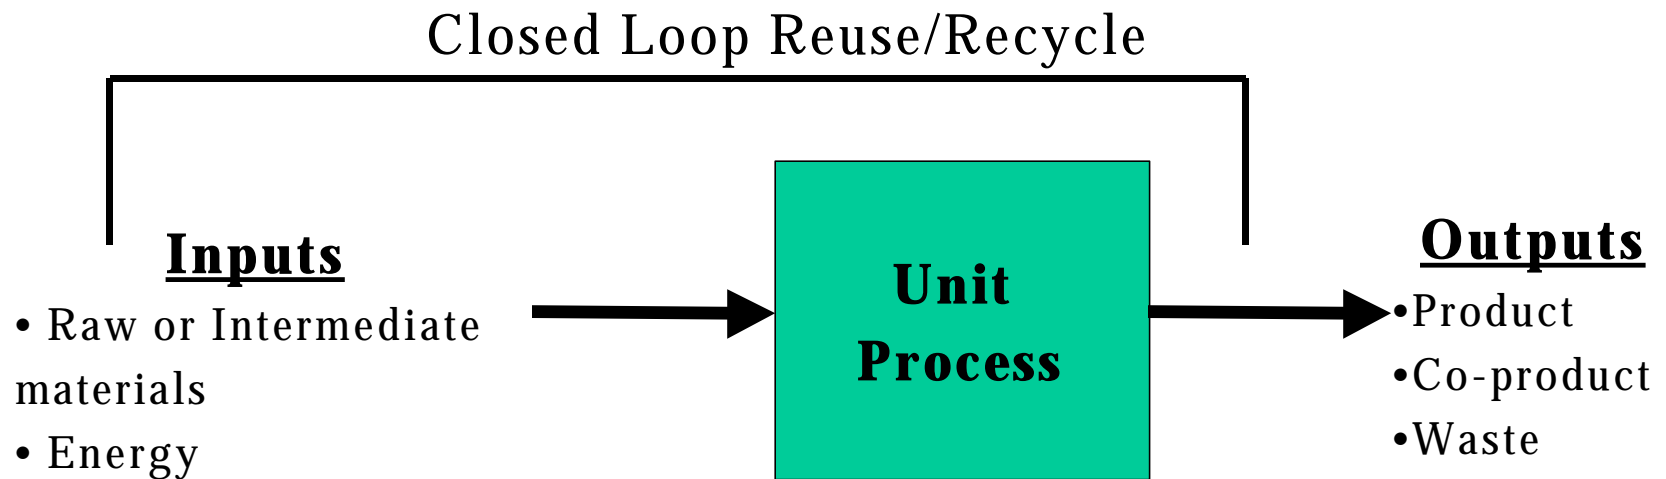 Closed Loop Reuse/Recycle
Inputs
• Raw or Intermediate
materials
• Energy
Unit
Process
Outputs
•Product
•Co-product
•Waste